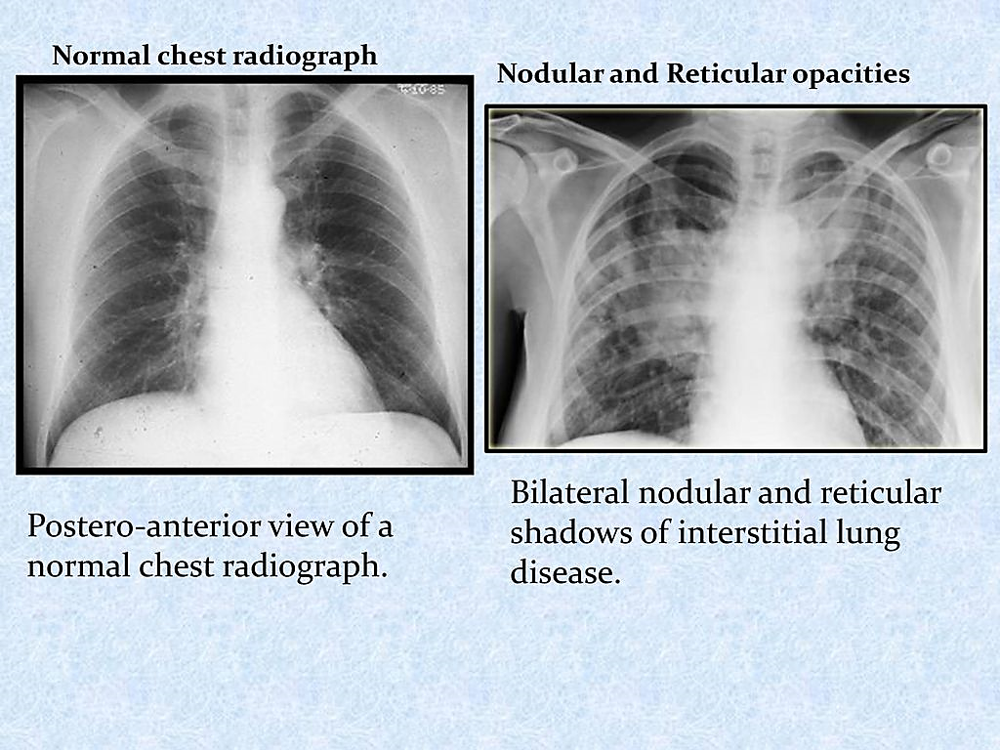 Normal chest radiograph
Nodular and Reticular opacities
Postero-anterior view of a
normal chest radiograph.
Bilateral nodular and reticular
shadows of interstitial lung
disease.